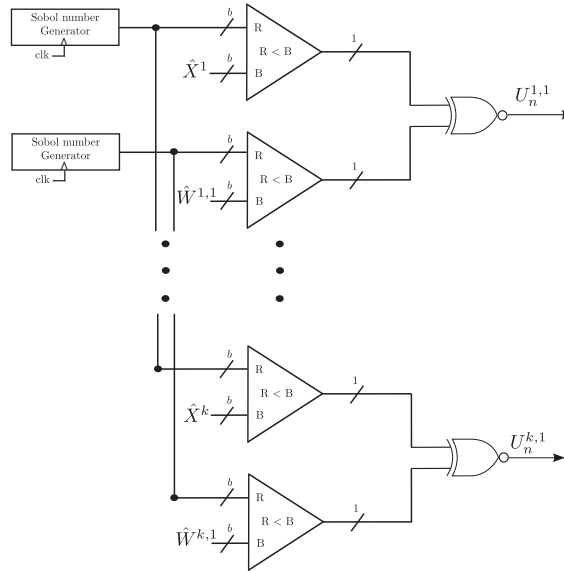 Sobol number
Generator
clk
b
R
R < B
X̂^1
b
B
1
U_n^{1,1}
Sobol number
Generator
clk
b
R
R < B
Ŵ^{1,1}
b
B
1
b
R
R < B
X̂^k
b
B
1
U_n^{k,1}
b
R
R < B
Ŵ^{k,1}
b
B
1